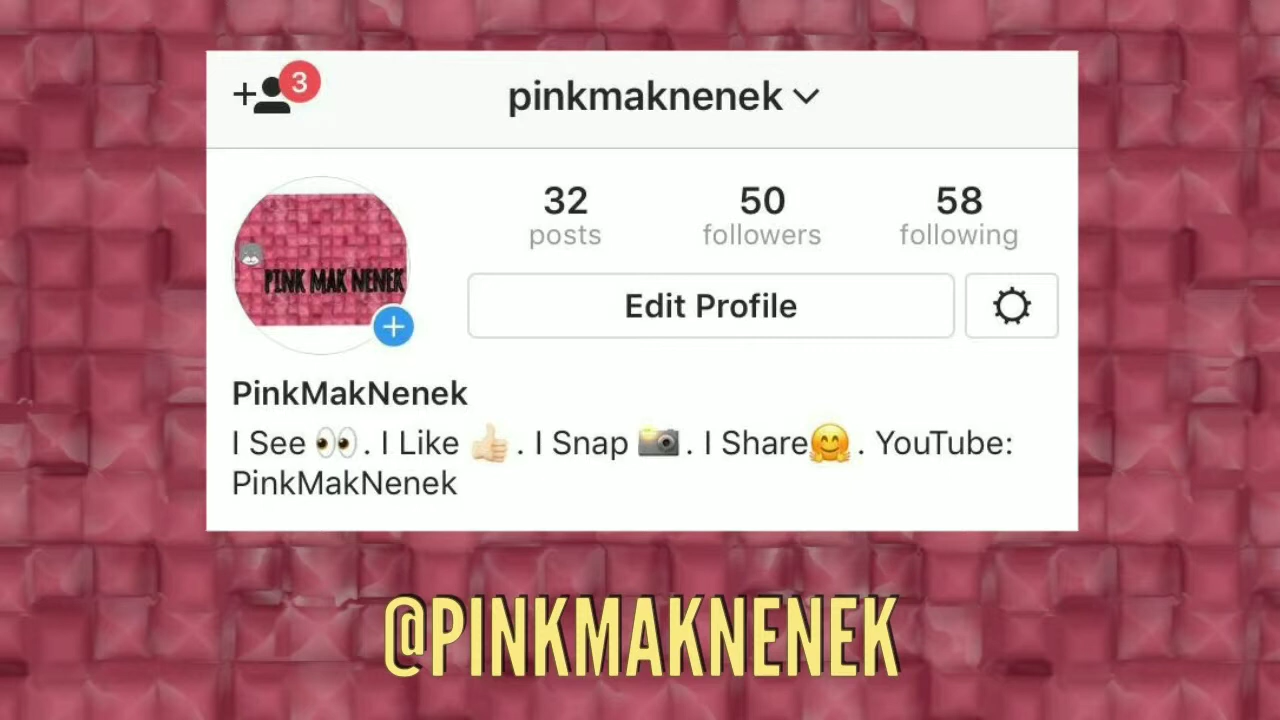 3
pinkmaknenek
32 50 58
posts followers following
PINK MAK NENEK
Edit Profile
PinkMakNenek
I See 👀. I Like 👍🏻. I Snap 📷. I Share🤗. YouTube:
PinkMakNenek
@PINKMAKNENEK